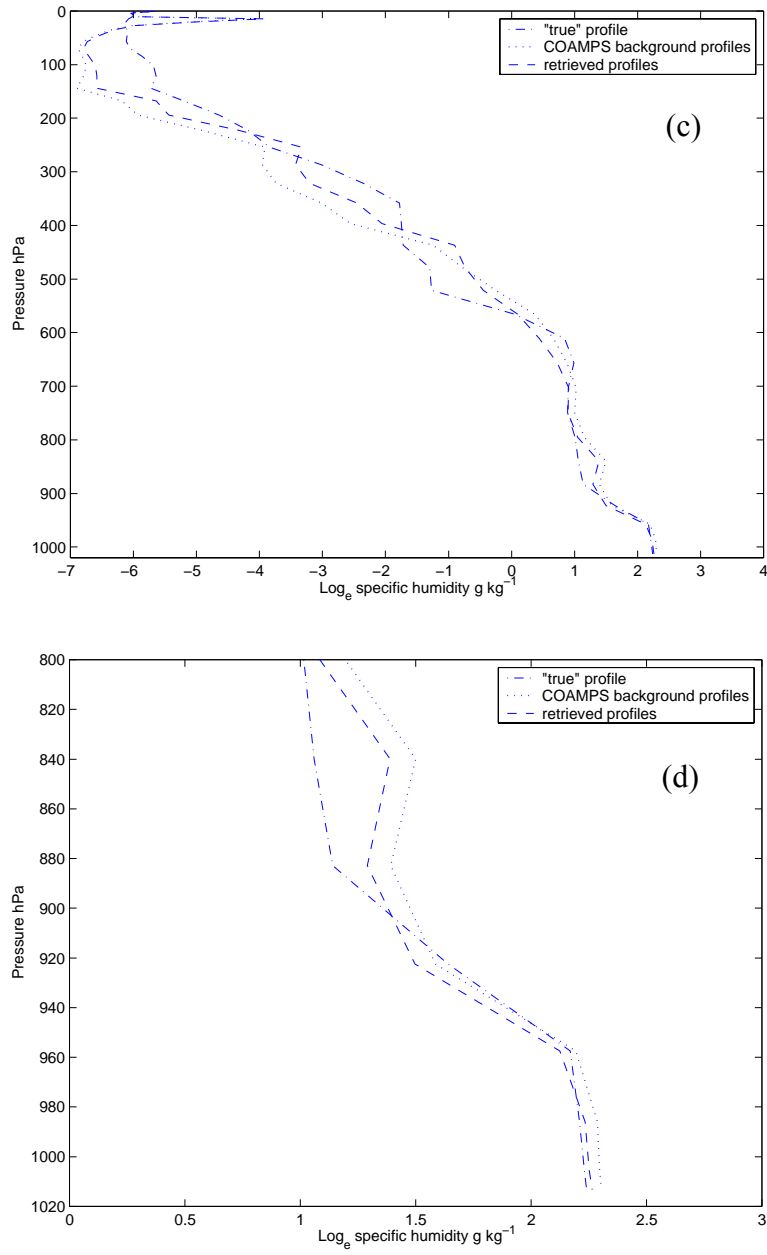 0
100
200
300
400
500
600
700
800
900
1000
Pressure hPa
"true" profile
COAMPS background profiles
retrieved profiles
(c)
−7 −6 −5 −4 −3 −2 −1 0 1 2 3 4
Logₑ specific humidity g kg⁻¹
800
820
840
860
880
900
920
940
960
980
1000
1020
Pressure hPa
"true" profile
COAMPS background profiles
retrieved profiles
(d)
0 0.5 1 1.5 2 2.5 3
Logₑ specific humidity g kg⁻¹